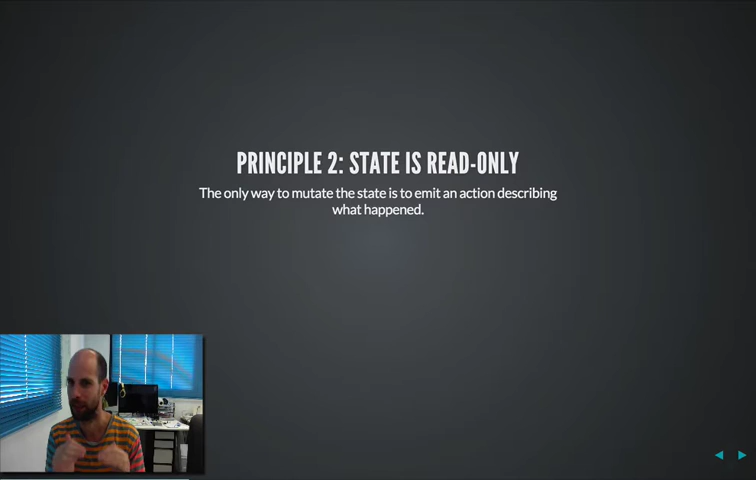 PRINCIPLE 2: STATE IS READ-ONLY
The only way to mutate the state is to emit an action describing
what happened.